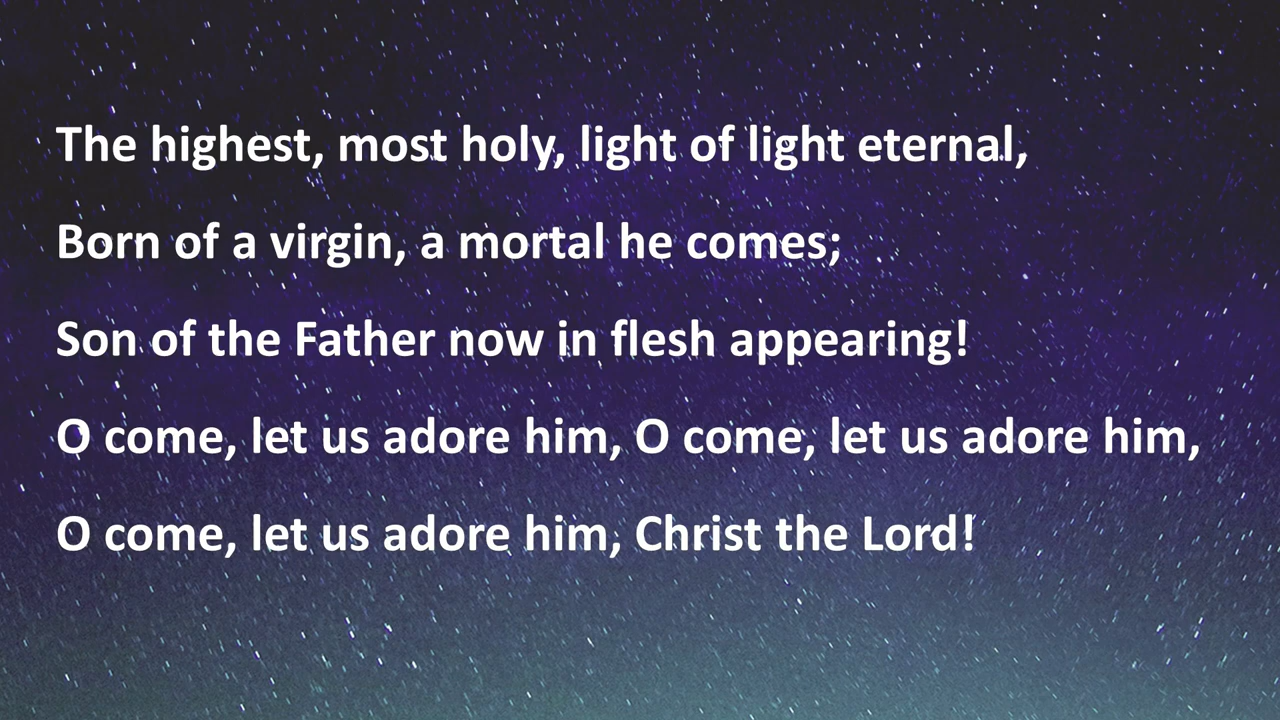 The highest, most holy, light of light eternal,
Born of a virgin, a mortal he comes;
Son of the Father now in flesh appearing!
O come, let us adore him, O come, let us adore him,
O come, let us adore him, Christ the Lord!